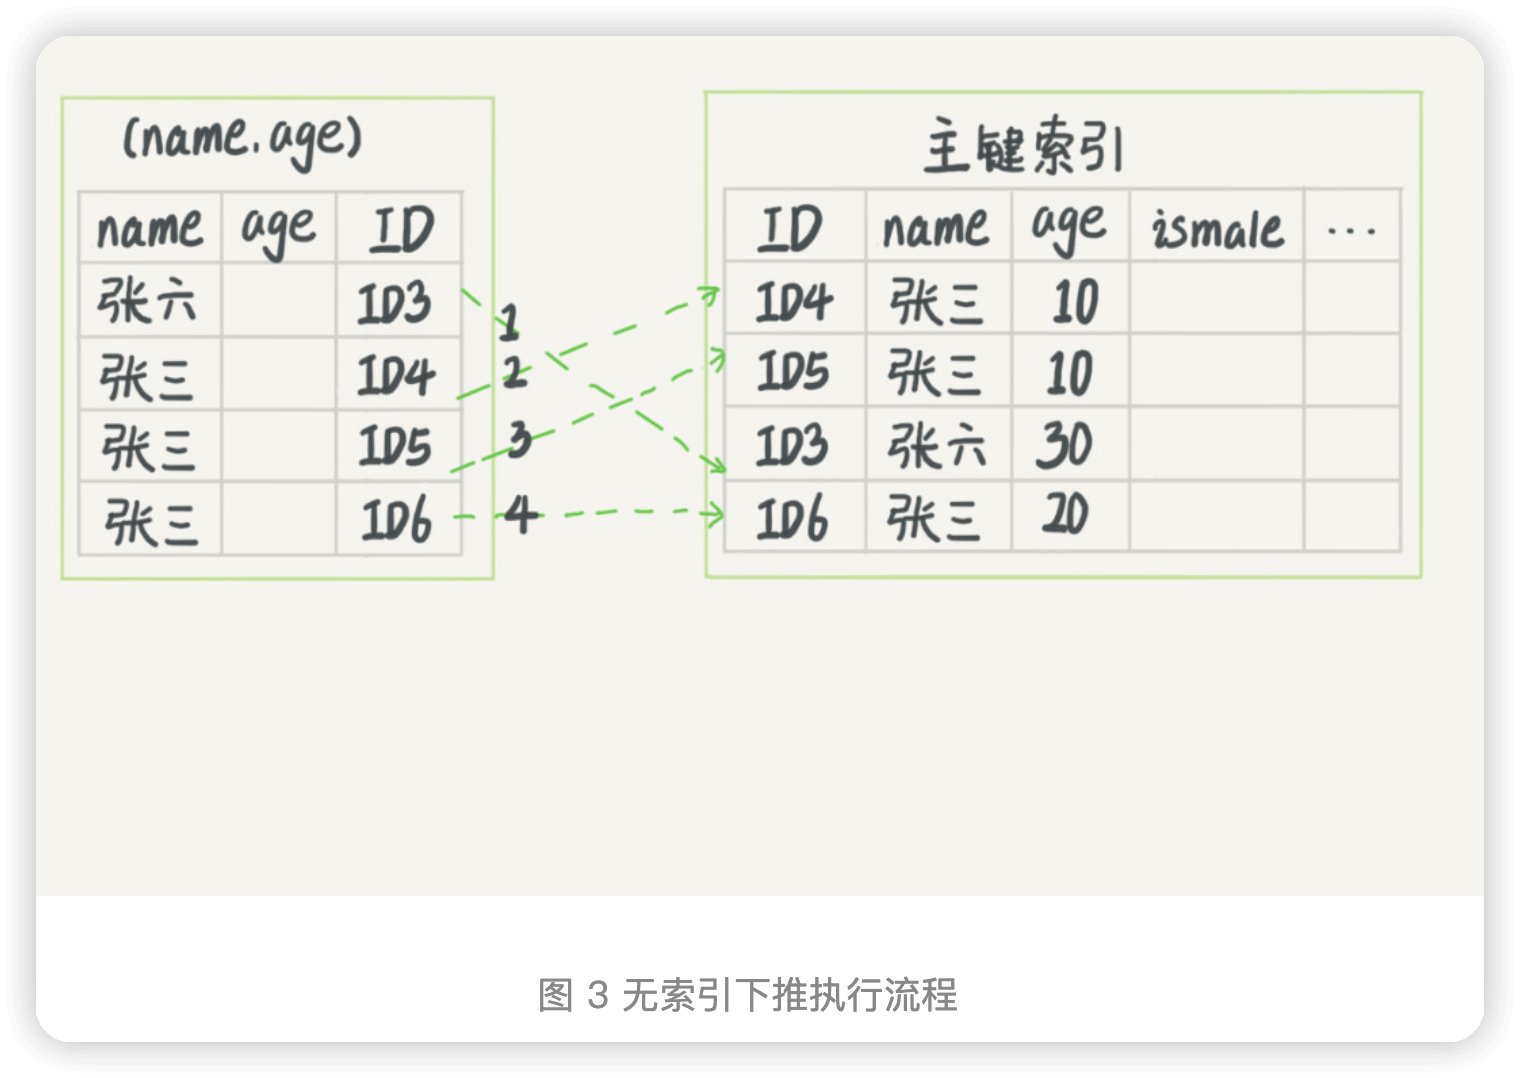 (name.age)
name age ID
张六 ID3
张三 ID4
张三 ID5
张三 ID6
1
2
3
4
主键索引
ID name age ismale ...
ID4 张三 10
ID5 张三 10
ID3 张六 30
ID6 张三 20
图 3 无索引下推执行流程